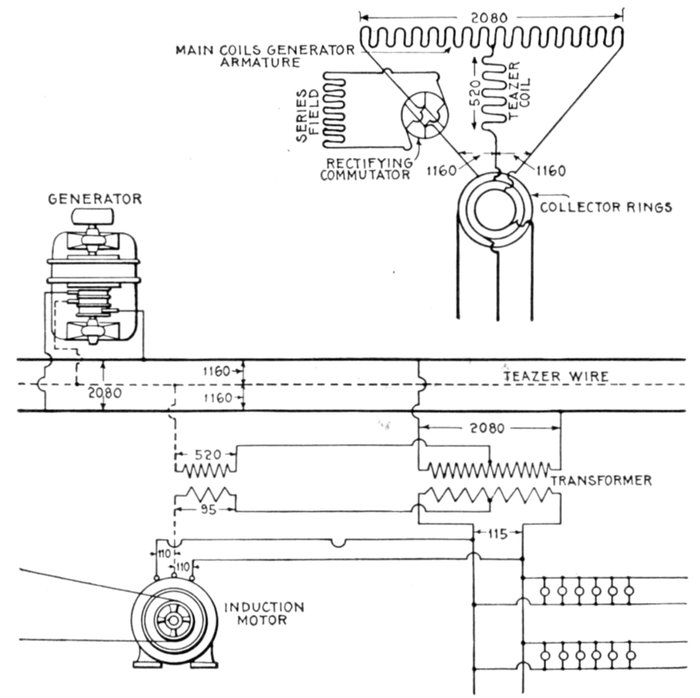 2080
MAIN COILS GENERATOR
ARMATURE
520
TEAZER
COIL
SERIES
FIELD
RECTIFYING
COMMUTATOR
1160
1160
COLLECTOR RINGS
GENERATOR
1160
TEAZER WIRE
2080
1160
2080
520
TRANSFORMER
95
115
110
110
INDUCTION
MOTOR